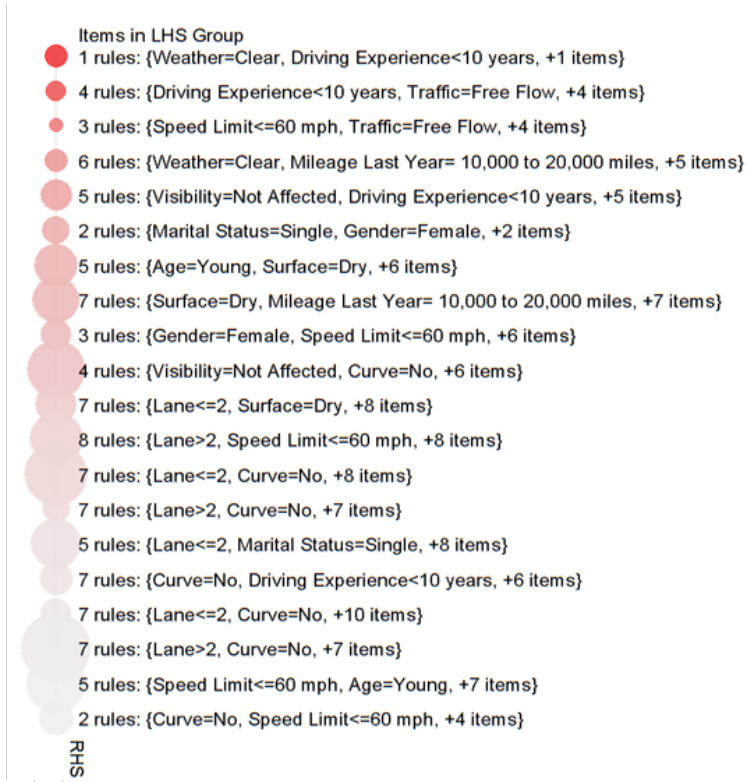 Items in LHS Group
1 rules: {Weather=Clear, Driving Experience<10 years, +1 items}
4 rules: {Driving Experience<10 years, Traffic=Free Flow, +4 items}
3 rules: {Speed Limit<=60 mph, Traffic=Free Flow, +4 items}
6 rules: {Weather=Clear, Mileage Last Year= 10,000 to 20,000 miles, +5 items}
5 rules: {Visibility=Not Affected, Driving Experience<10 years, +5 items}
2 rules: {Marital Status=Single, Gender=Female, +2 items}
5 rules: {Age=Young, Surface=Dry, +6 items}
7 rules: {Surface=Dry, Mileage Last Year= 10,000 to 20,000 miles, +7 items}
3 rules: {Gender=Female, Speed Limit<=60 mph, +6 items}
4 rules: {Visibility=Not Affected, Curve=No, +6 items}
7 rules: {Lane<=2, Surface=Dry, +8 items}
8 rules: {Lane>2, Speed Limit<=60 mph, +8 items}
7 rules: {Lane<=2, Curve=No, +8 items}
7 rules: {Lane>2, Curve=No, +7 items}
5 rules: {Lane<=2, Marital Status=Single, +8 items}
7 rules: {Curve=No, Driving Experience<10 years, +6 items}
7 rules: {Lane<=2, Curve=No, +10 items}
7 rules: {Lane>2, Curve=No, +7 items}
5 rules: {Speed Limit<=60 mph, Age=Young, +7 items}
2 rules: {Curve=No, Speed Limit<=60 mph, +4 items}
RHS